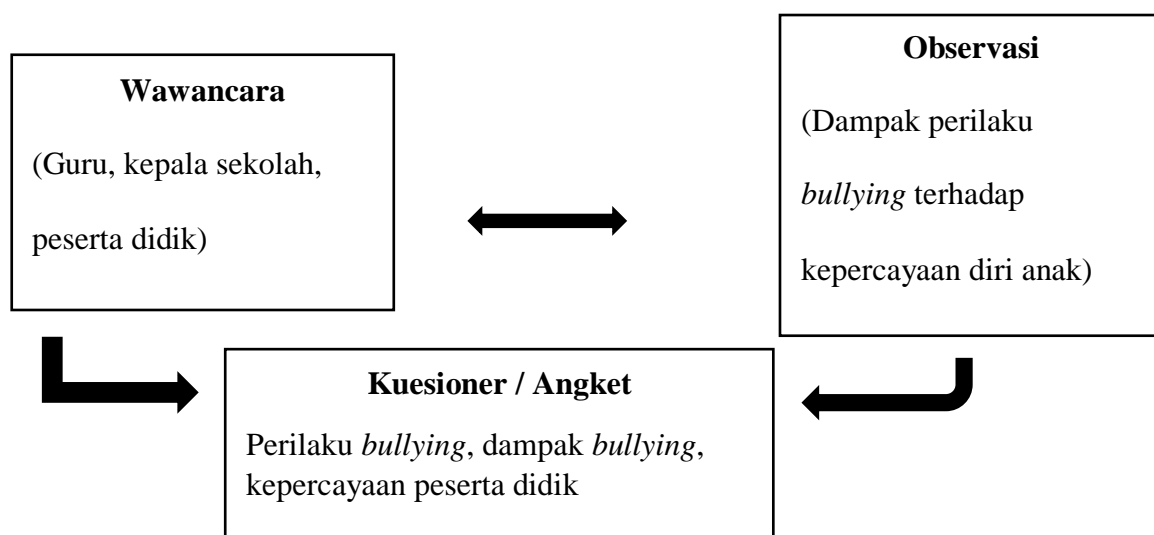 Wawancara
(Guru, kepala sekolah,
peserta didik)
Observasi
(Dampak perilaku
bullying terhadap
kepercayaan diri anak)
Kuesioner / Angket
Perilaku bullying, dampak bullying,
kepercayaan peserta didik